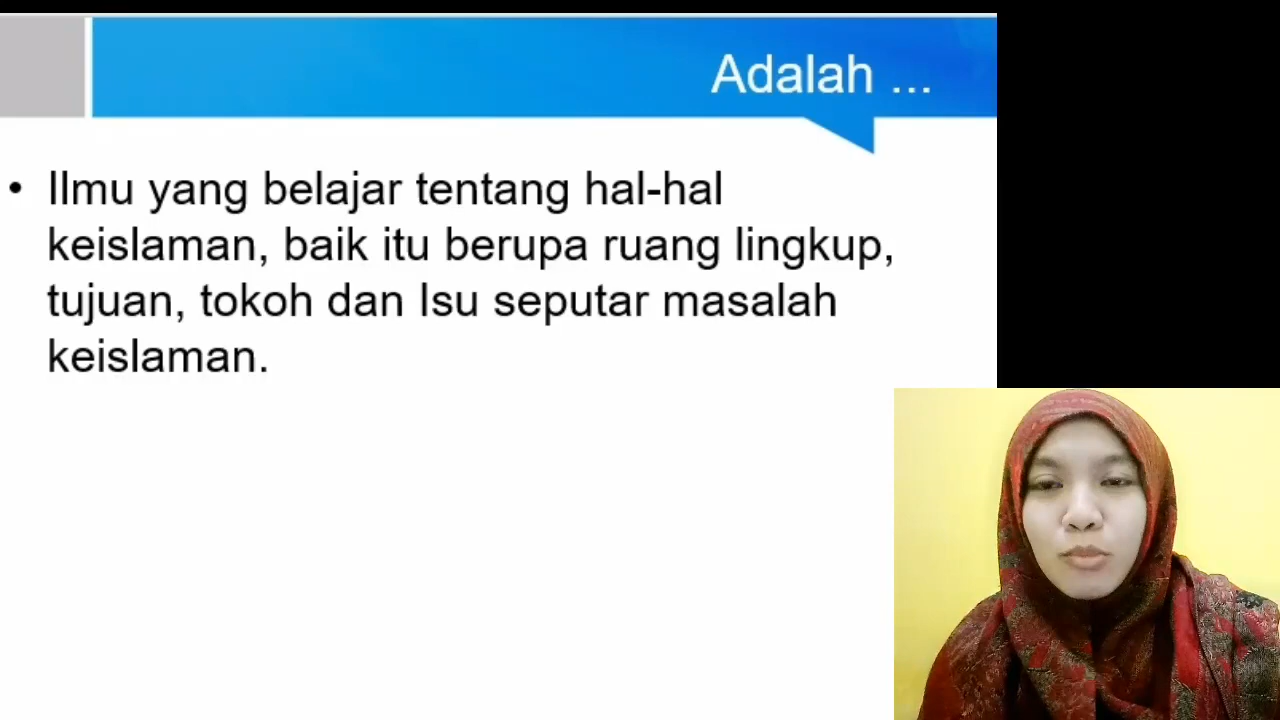 Adalah ...
• Ilmu yang belajar tentang hal-hal
keislaman, baik itu berupa ruang lingkup,
tujuan, tokoh dan Isu seputar masalah
keislaman.